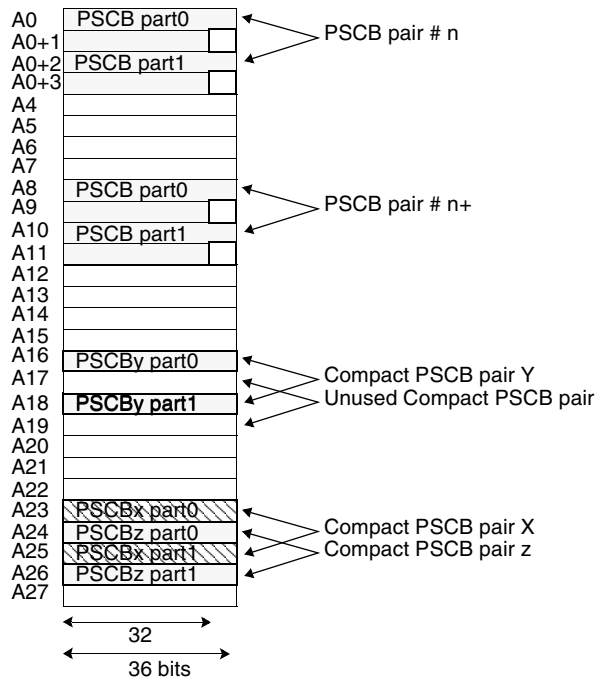 A0 PSCB part0
A0+1 PSCB pair # n
A0+2 PSCB part1
A0+3
A4
A5
A6
A7
A8 PSCB part0
A9 PSCB pair # n+
A10 PSCB part1
A11
A12
A13
A14
A15
A16 PSCBy part0
A17 Compact PSCB pair Y
A18 PSCBy part1 Unused Compact PSCB pair
A19
A20
A21
A22
A23 PSCBx part0
A24 PSCBz part0 Compact PSCB pair X
A25 PSCBx part1 Compact PSCB pair z
A26 PSCBz part1
A27
32
36 bits